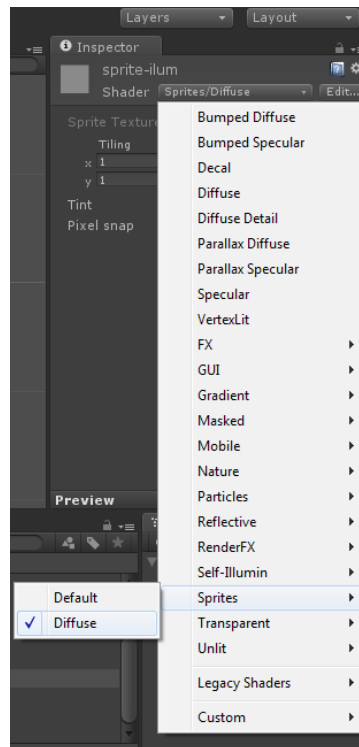 Layers
Layout
Inspector
sprite-ilum
Shader
Sprites/Diffuse
Edit...
Sprite Texture
Tiling
x 1
y 1
Tint
Pixel snap
Bumped Diffuse
Bumped Specular
Decal
Diffuse
Diffuse Detail
Parallax Diffuse
Parallax Specular
Specular
VertexLit
FX
GUI
Gradient
Masked
Mobile
Nature
Particles
Reflective
RenderFX
Self-Illumin
Sprites
Transparent
Unlit
Legacy Shaders
Custom
Preview
Default
Diffuse